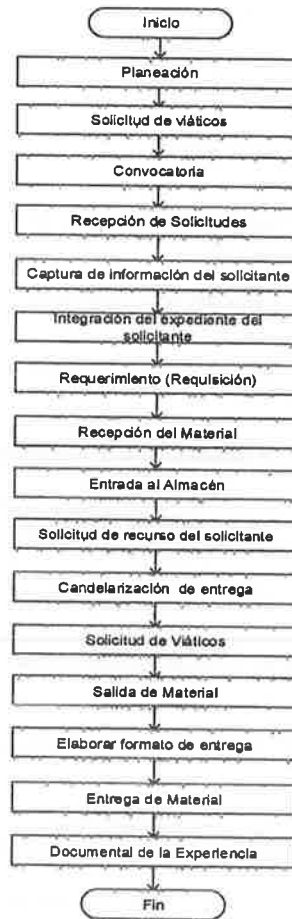 Inicio
Planeación
Solicitud de viáticos
Convocatoria
Recepción de Solicitudes
Captura de información del solicitante
Integración del expediente del
solicitante
Requerimiento (Requisición)
Recepción del Material
Entrada al Almacén
Solicitud de recurso del solicitante
Candelarización de entrega
Solicitud de Viáticos
Salida de Material
Elaborar formato de entrega
Entrega de Material
Documental de la Experiencia
Fin